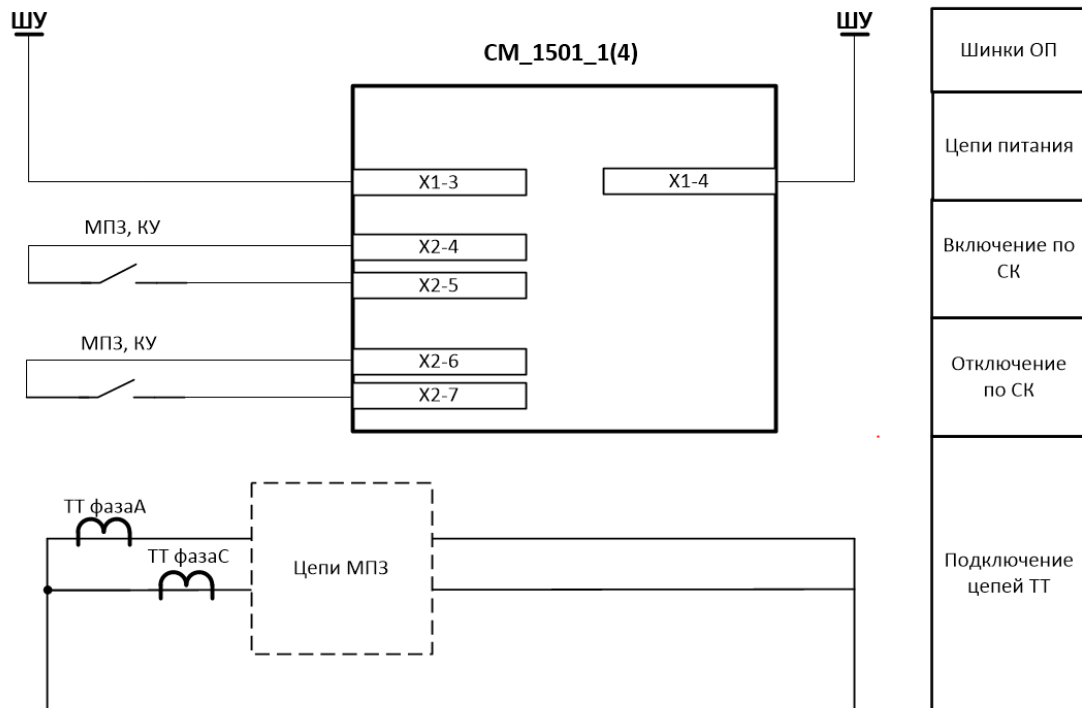 ШУ
ШУ
CM_1501_1(4)
Шинки ОП
Цепи питания
X1-3
X1-4
МПЗ, КУ
X2-4
X2-5
Включение по
СК
МПЗ, КУ
X2-6
X2-7
Отключение
по СК
ТТ фазаА
ТТ фазаС
Цепи МПЗ
Подключение
цепей ТТ